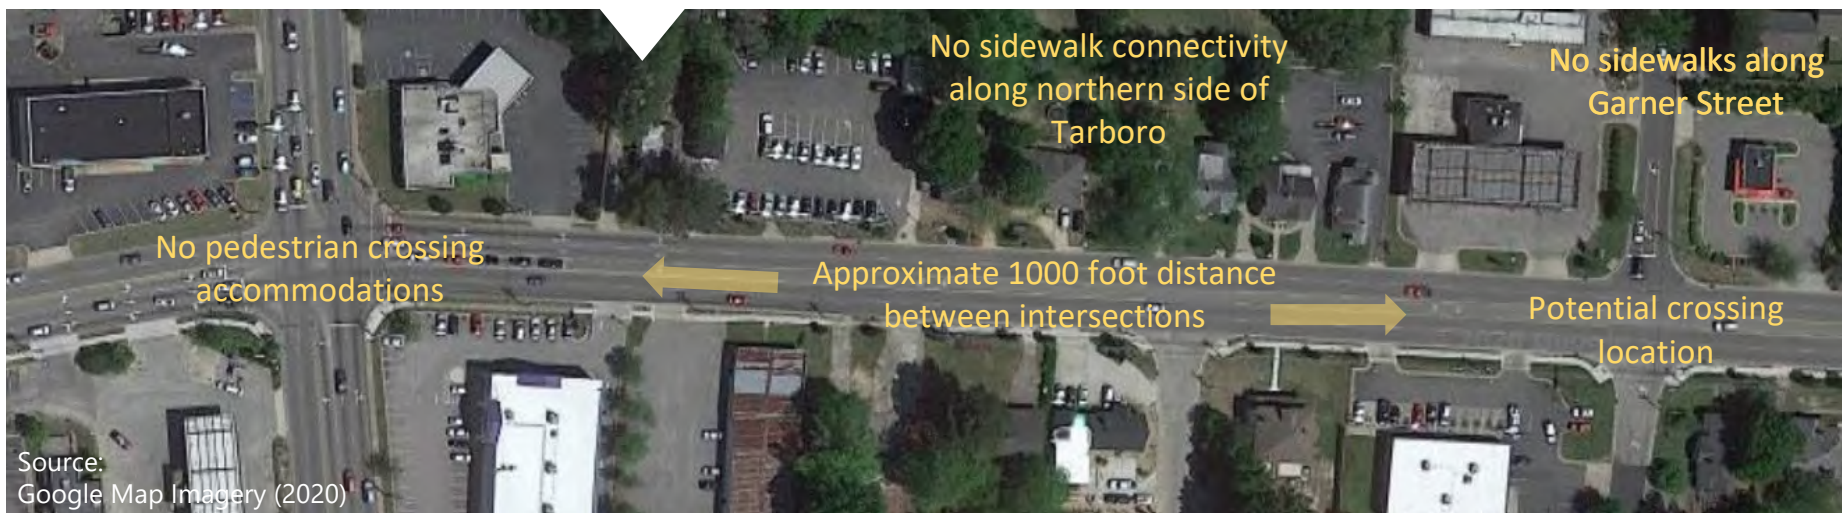 No sidewalk connectivity
along northern side of
Tarboro
No sidewalks along
Garner Street
No pedestrian crossing
accommodations
Approximate 1000 foot distance
between intersections
Potential crossing
location
Source:
Google Map Imagery (2020)